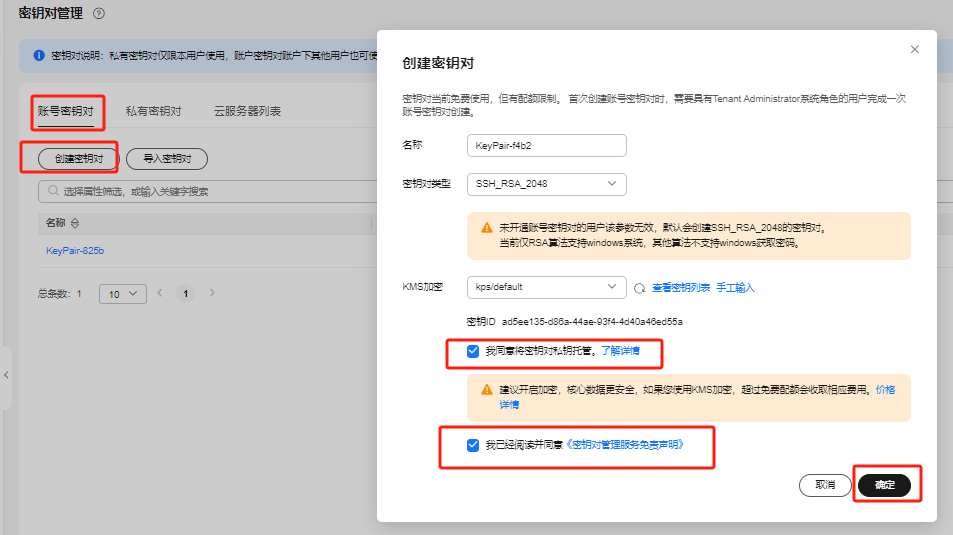 密钥对管理
密钥对说明：私有密钥对仅限本用户使用，账户密钥对账户下其他用户也可使
账号密钥对 私有密钥对 云服务器列表
创建密钥对 导入密钥对
选择属性筛选，或输入关键字搜索
名称
KeyPair-825b
总条数： 1 10 1
创建密钥对
密钥对当前免费使用，但有配额限制。 首次创建账号密钥对时，需要具有Tenant Administrator系统角色的用户完成一次
账号密钥对创建。
名称 KeyPair-f4b2
密钥对类型 SSH_RSA_2048
未开通账号密钥对的用户该参数无效，默认会创建SSH_RSA_2048的密钥对。
当前仅RSA算法支持windows系统，其他算法不支持windows获取密码。
KMS加密 kps/default 查看密钥列表 手工输入
密钥ID ad5ee135-d86a-44ae-93f4-4d40a46ed55a
我同意将密钥对私钥托管。了解详情
建议开启加密，核心数据更安全，如果您使用KMS加密，超过免费配额会收取相应费用。价格
详情
我已经阅读并同意《密钥对管理服务免责声明》
取消 确定